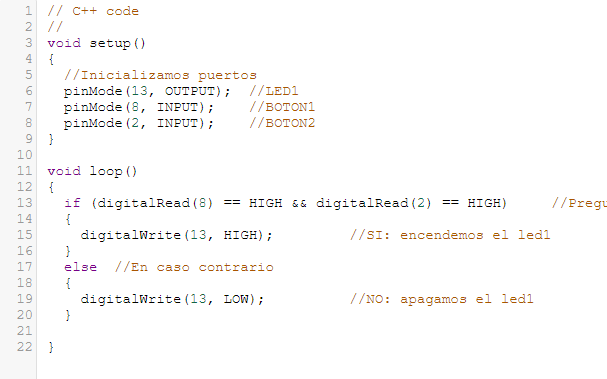 1 // C++ code
2 //
3 void setup()
4 {
5 //Inicializamos puertos
6 pinMode(13, OUTPUT); //LED1
7 pinMode(8, INPUT); //BOTON1
8 pinMode(2, INPUT); //BOTON2
9 }
10
11 void loop()
12 {
13 if (digitalRead(8) == HIGH && digitalRead(2) == HIGH) //Pregu
14 {
15 digitalWrite(13, HIGH); //SI: encendemos el led1
16 }
17 else //En caso contrario
18 {
19 digitalWrite(13, LOW); //NO: apagamos el led1
20 }
21
22 }